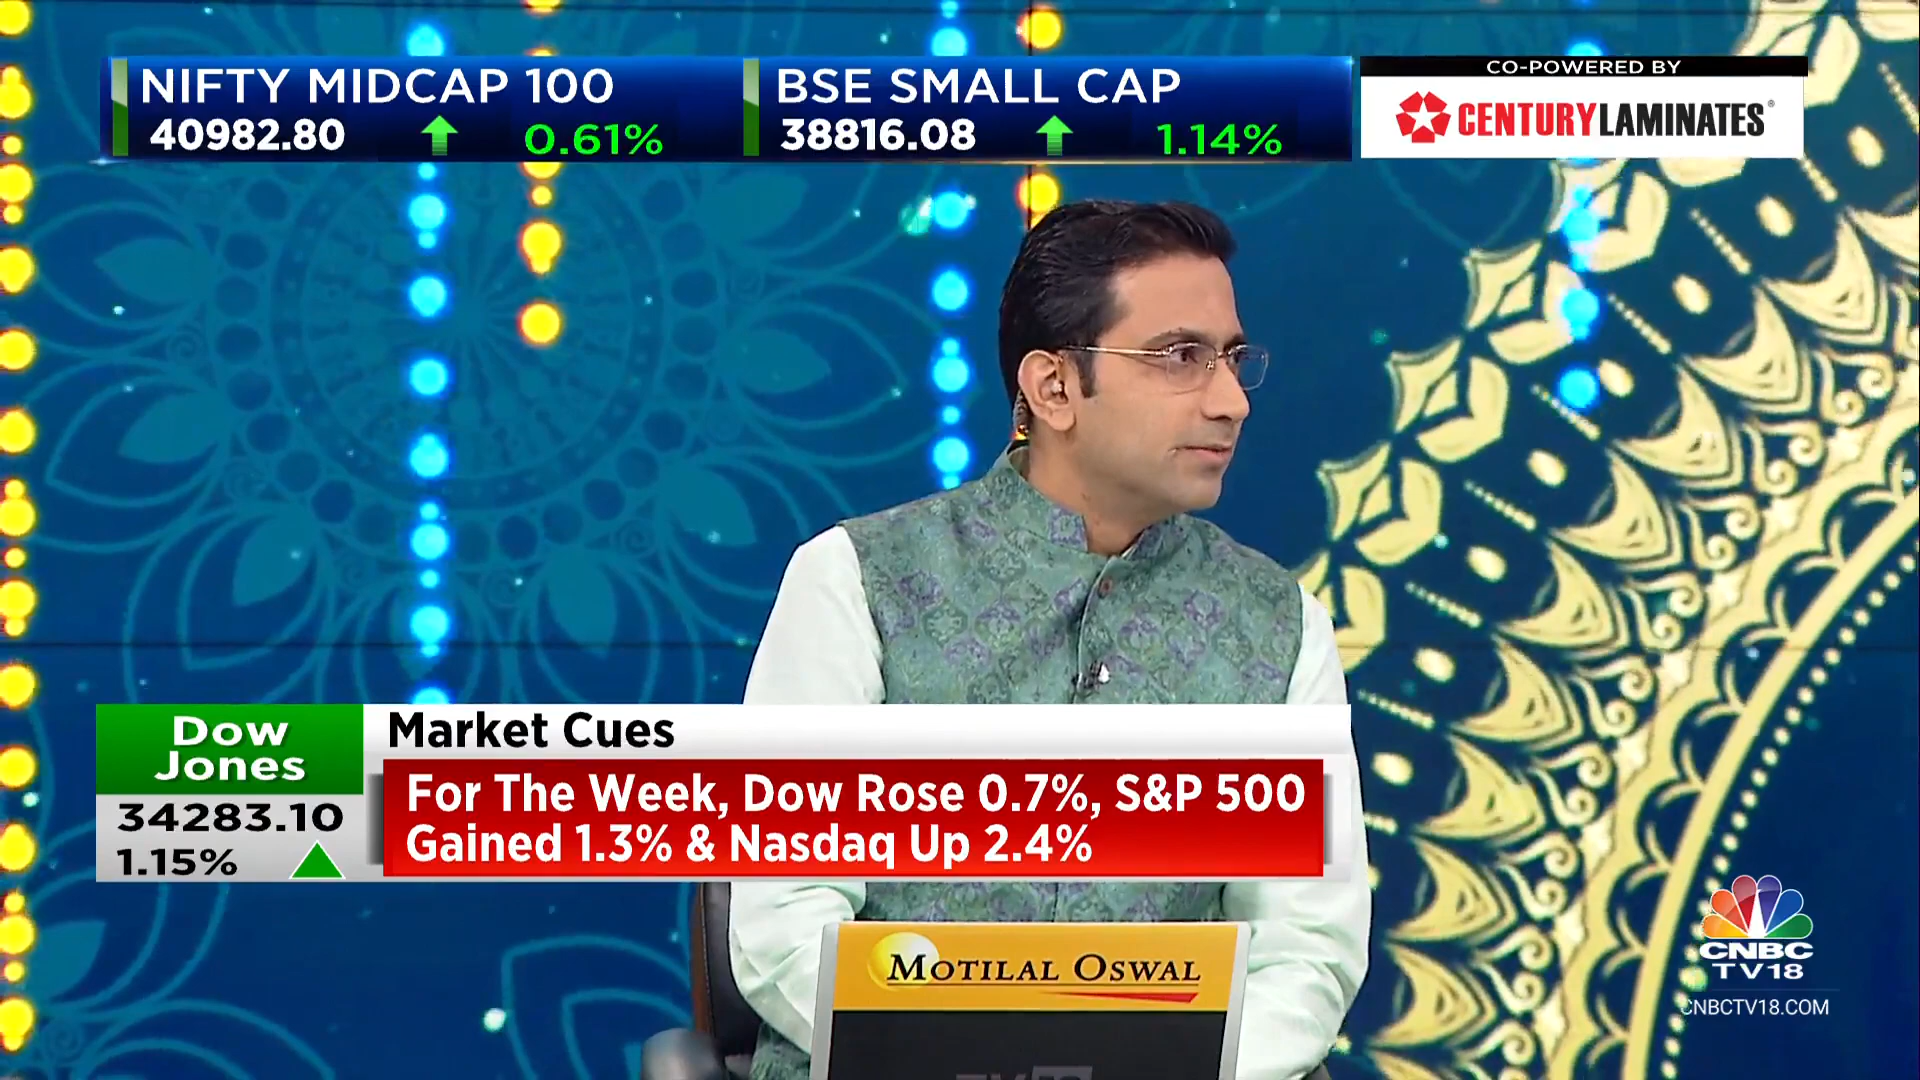 NIFTY MIDCAP 100
40982.80 0.61%
BSE SMALL CAP
38816.08 1.14%
CO-POWERED BY
CENTURYLAMINATES®
Dow
Jones
34283.10
1.15%
Market Cues
For The Week, Dow Rose 0.7%, S&P 500
Gained 1.3% & Nasdaq Up 2.4%
MOTILAL OSWAL
CNBC
TV18
CNBCTV18.COM